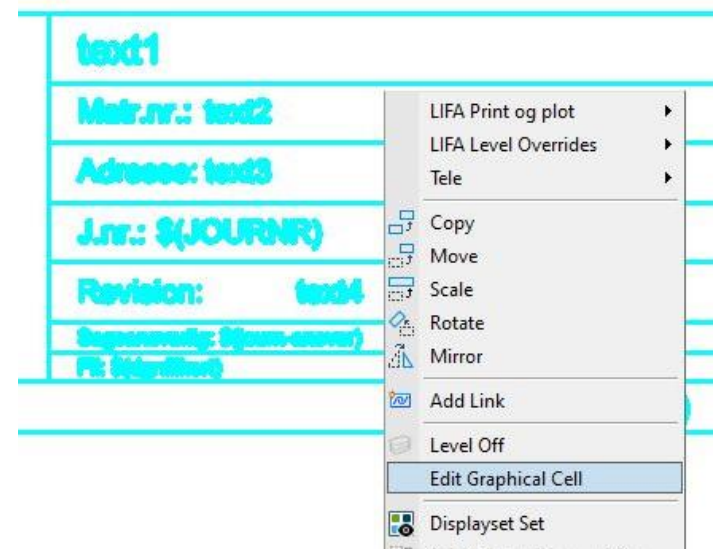 text1
Matr.nr.: text2
Adresse: text3
J.nr.: $(JOURNR)
Revision: text4
LIFA Print og plot
LIFA Level Overrides
Tele
Copy
Move
Scale
Rotate
Mirror
Add Link
Level Off
Edit Graphical Cell
Displayset Set